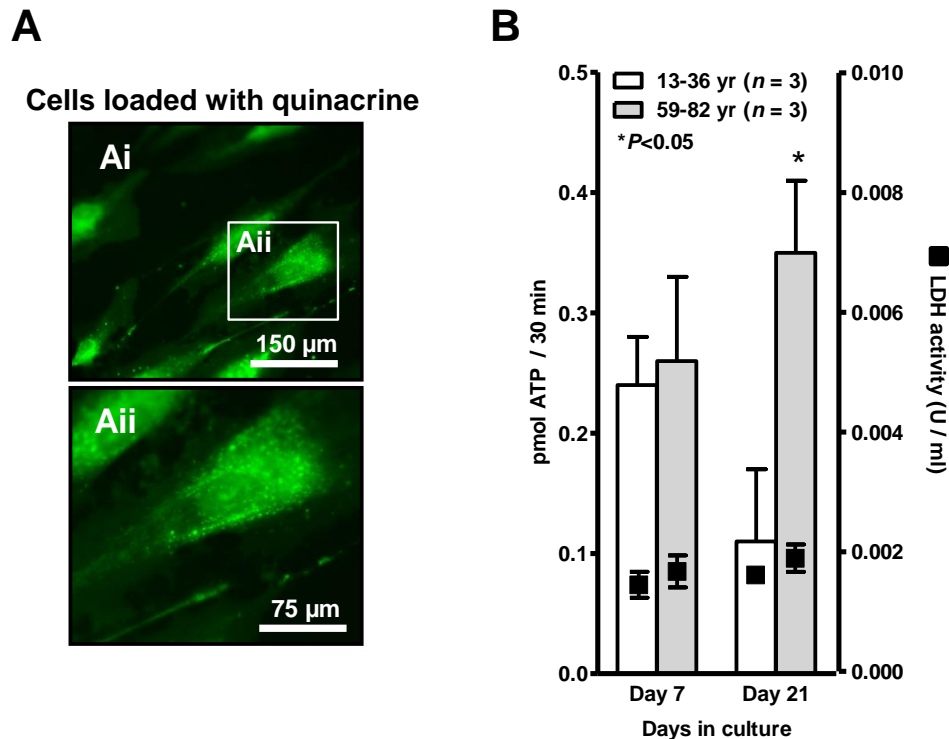 A
Cells loaded with quinacrine
Ai
Aii
150 µm
Aii
75 µm
B
13-36 yr (n = 3)
59-82 yr (n = 3)
*P<0.05
*
0.5
0.4
0.3
0.2
0.1
0.0
pmol ATP / 30 min
0.010
0.008
0.006
0.004
0.002
0.000
LDH activity (U / ml)
Day 7 Day 21
Days in culture